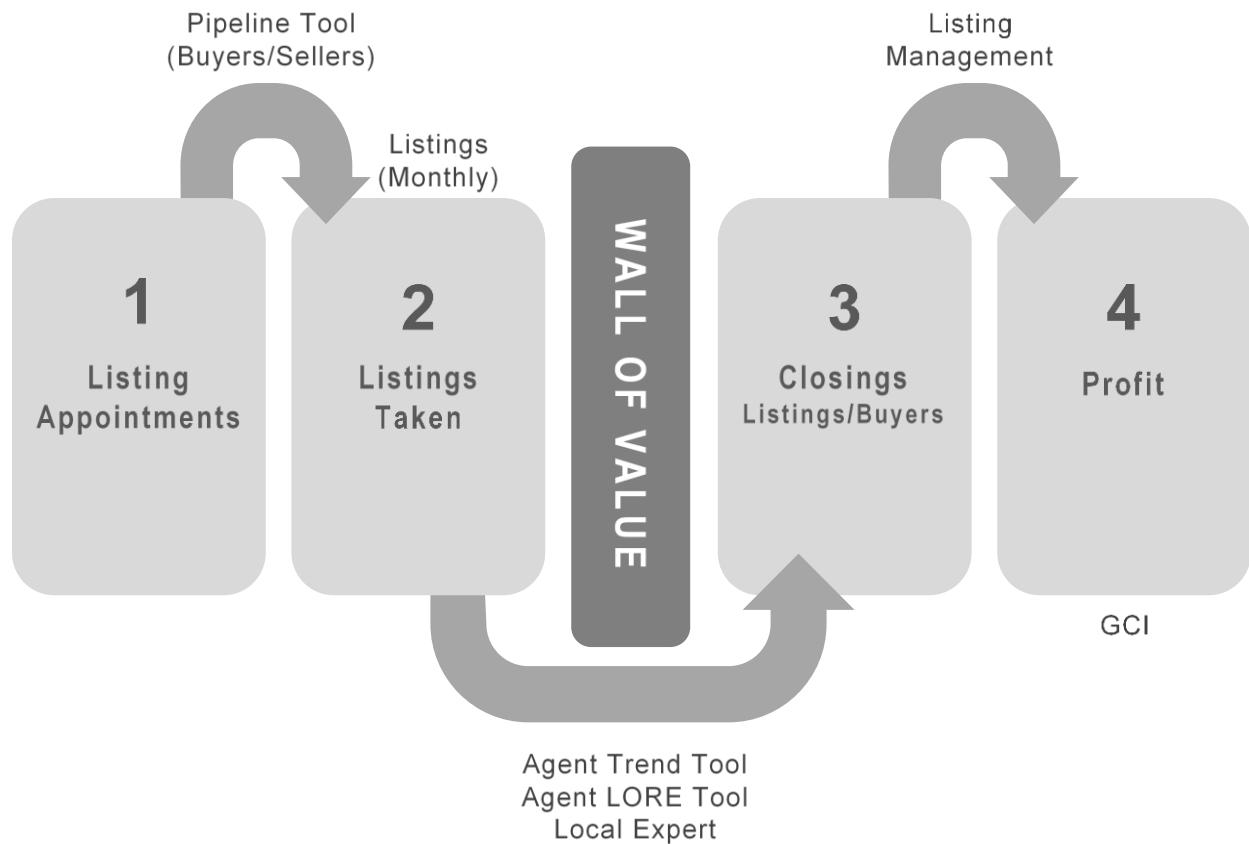 Pipeline Tool
(Buyers/Sellers)
Listing
Management
Listings
(Monthly)
1
Listing
Appointments
2
Listings
Taken
WALL OF VALUE
3
Closings
Listings/Buyers
4
Profit
GCI
Agent Trend Tool
Agent LORE Tool
Local Expert